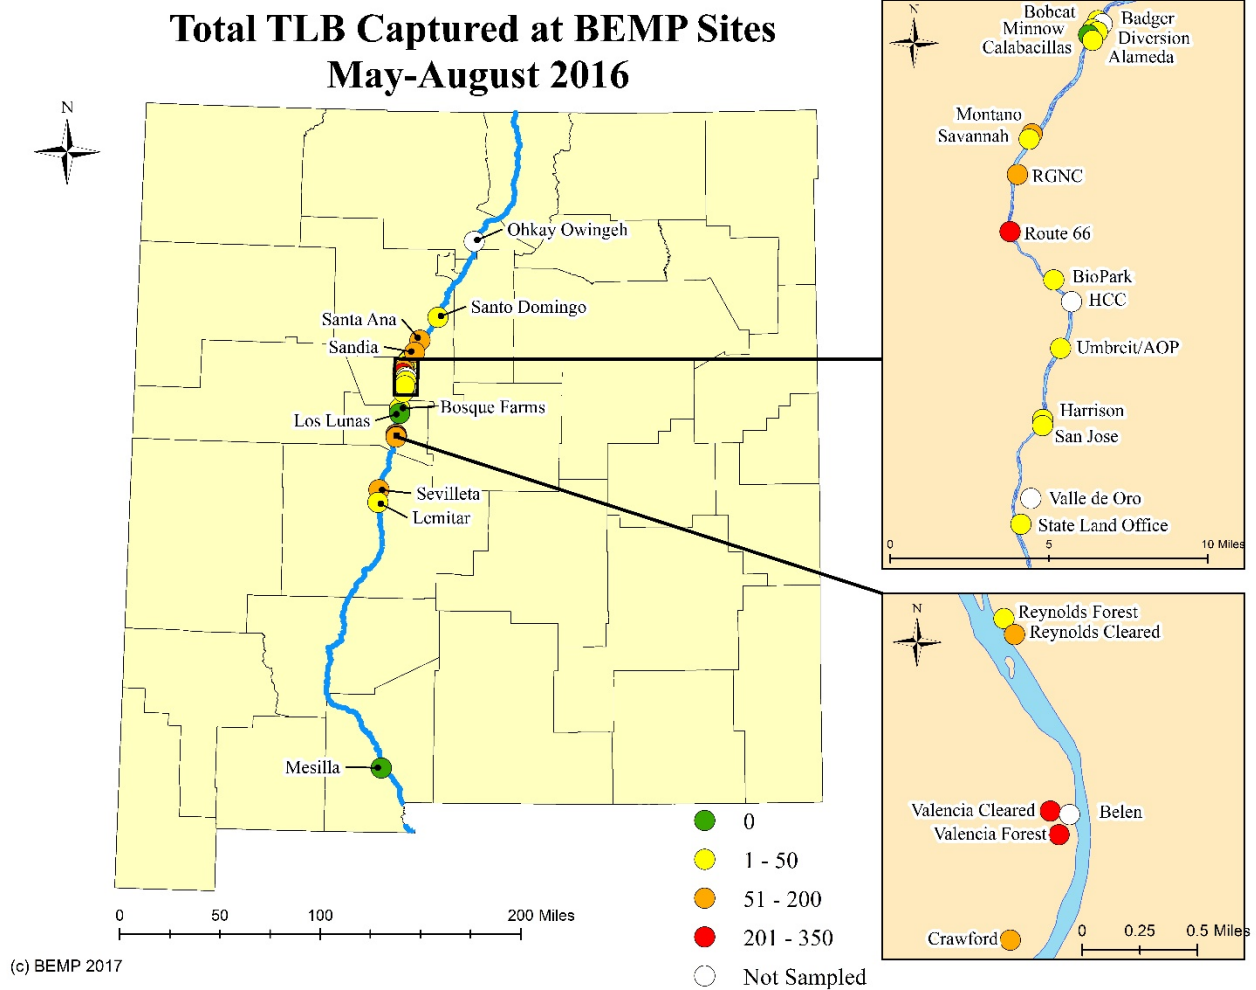 Total TLB Captured at BEMP Sites
May-August 2016
N
Ohkay Owingeh
Santo Domingo
Santa Ana
Sandia
Bosque Farms
Los Lunas
Sevilleta
Lemitar
Mesilla
0
1 - 50
51 - 200
201 - 350
Not Sampled
0 50 100 200 Miles
(c) BEMP 2017
N
Bobcat
Badger
Minnow
Diversion
Calabacillas
Alameda
Montano
Savannah
RGNC
Route 66
BioPark
HCC
Umbreit/AOP
Harrison
San Jose
Valle de Oro
State Land Office
0 5 10 Miles
N
Reynolds Forest
Reynolds Cleared
Valencia Cleared
Belen
Valencia Forest
Crawford
0 0.25 0.5 Miles